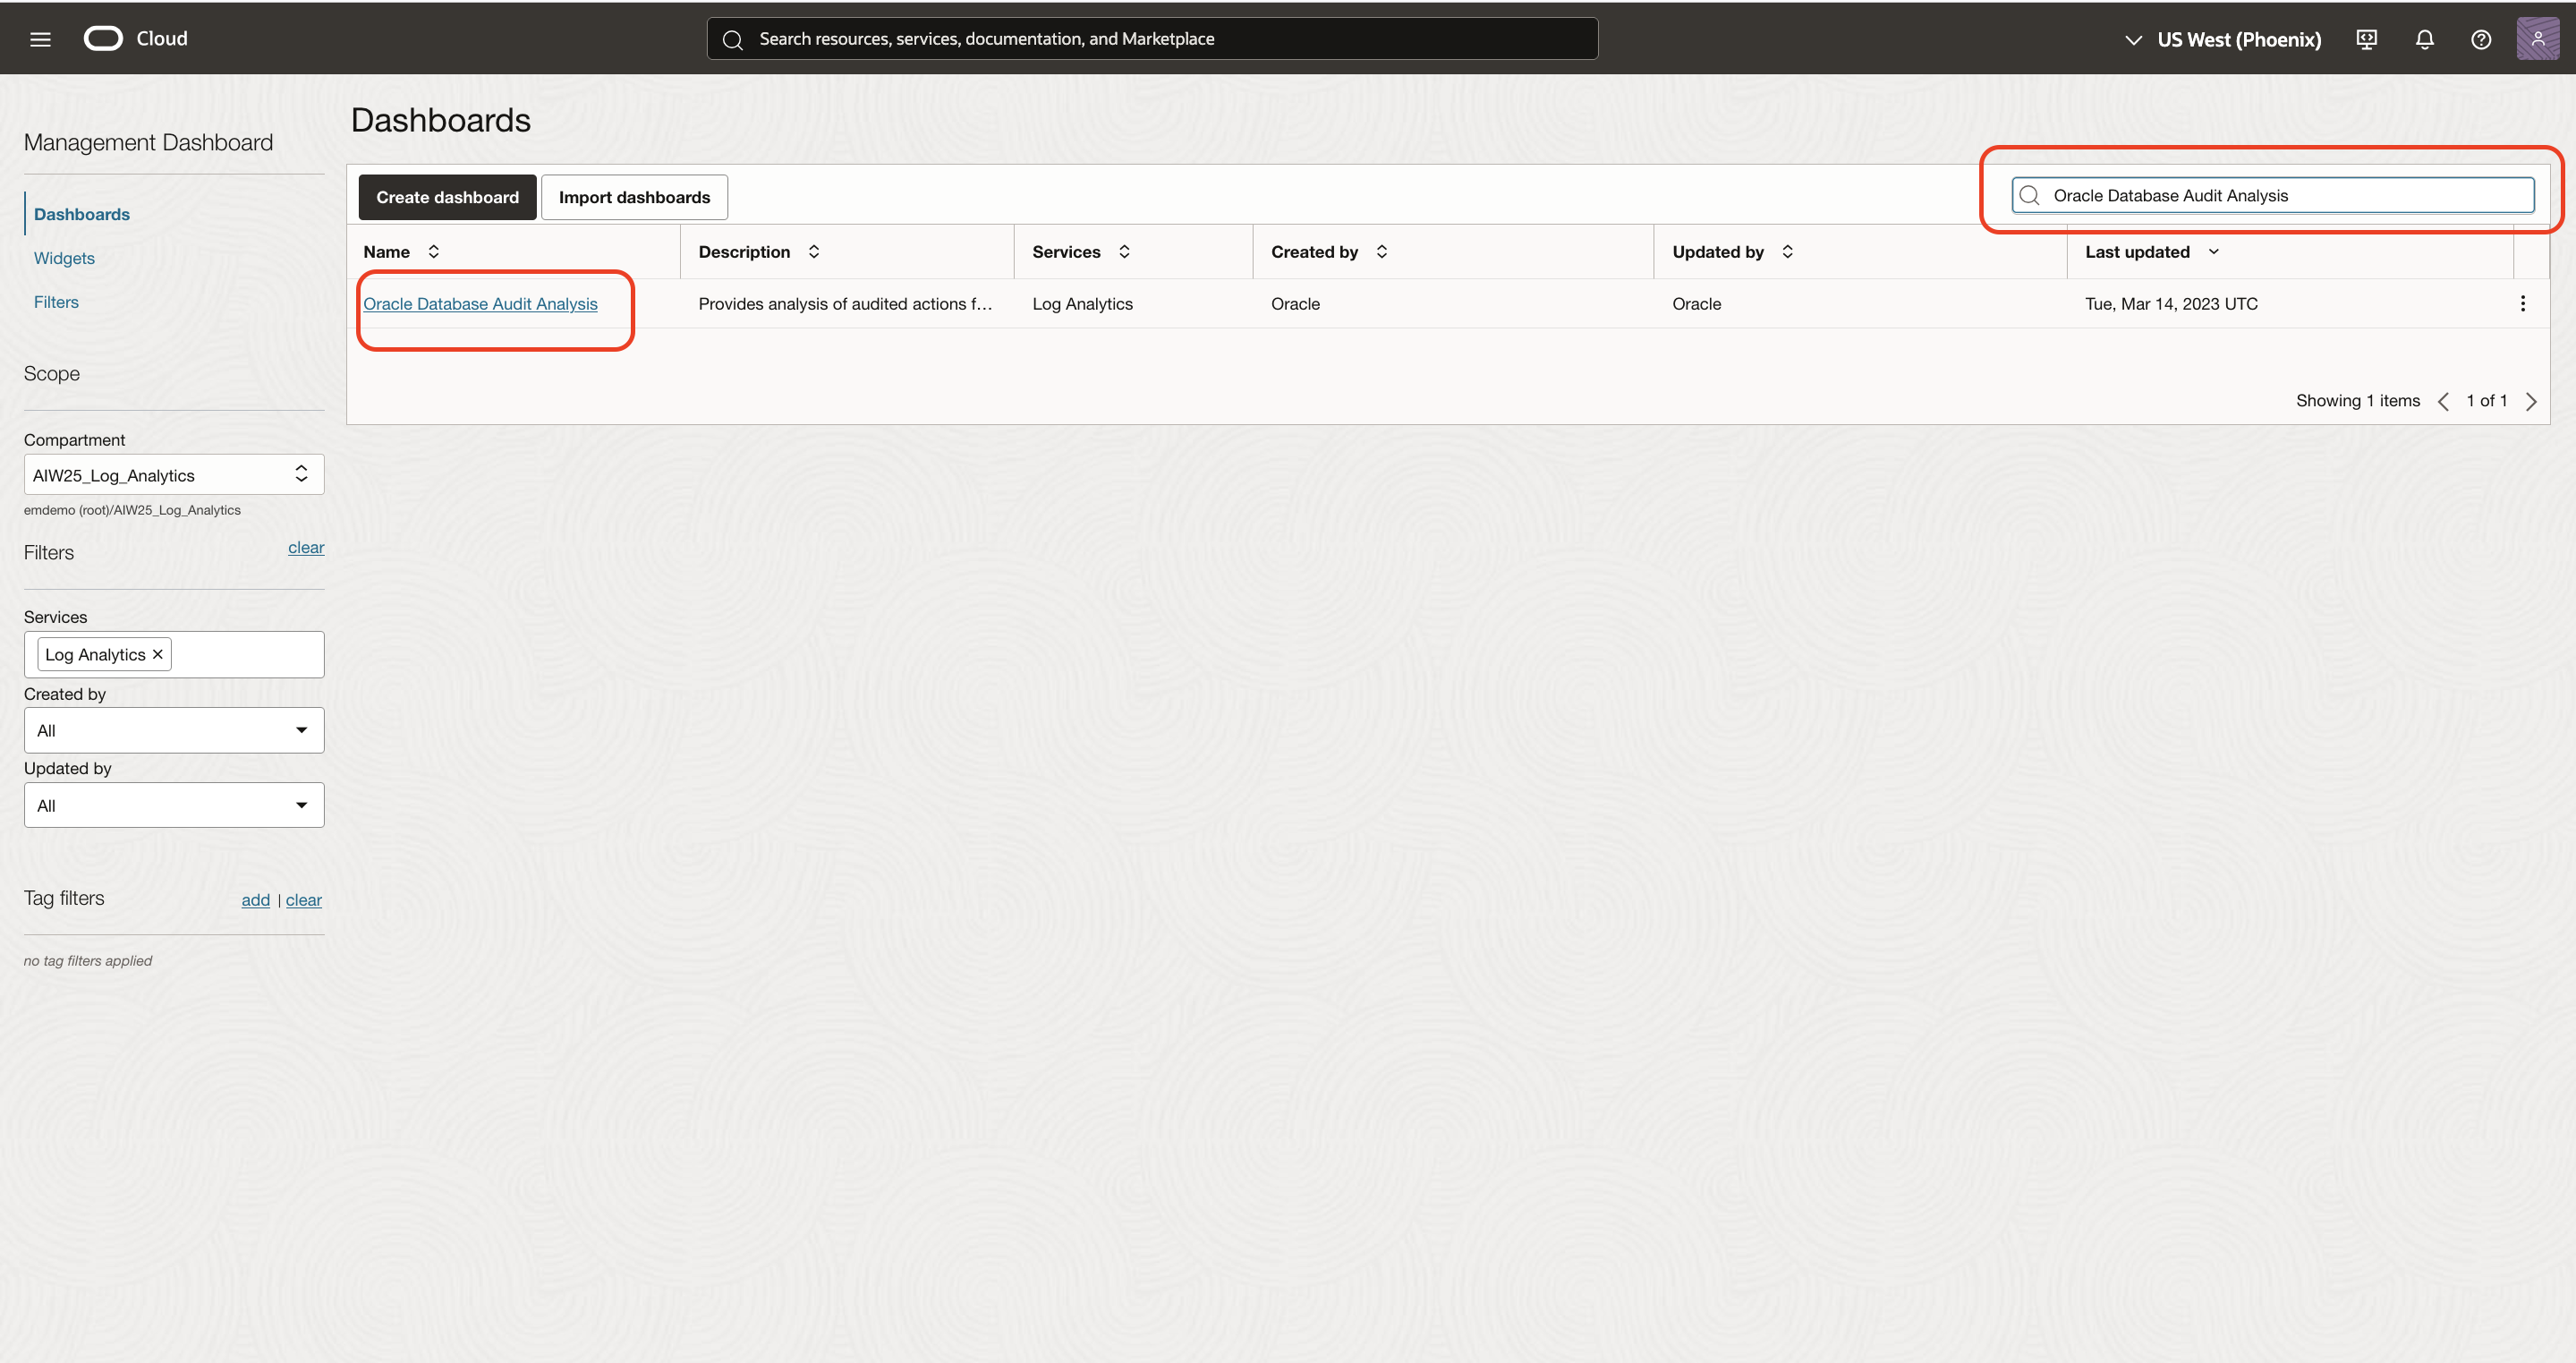 Cloud
Search resources, services, documentation, and Marketplace
US West (Phoenix)
Management Dashboard
Dashboards
Widgets
Filters
Scope
Compartment
AIW25_Log_Analytics
emdemo (root)/AIW25_Log_Analytics
Filters
clear
Services
Log Analytics ×
Created by
All
Updated by
All
Tag filters
add | clear
no tag filters applied
Dashboards
Create dashboard
Import dashboards
Oracle Database Audit Analysis
Name
Description
Services
Created by
Updated by
Last updated
Oracle Database Audit Analysis
Provides analysis of audited actions f...
Log Analytics
Oracle
Oracle
Tue, Mar 14, 2023 UTC
Showing 1 items
1 of 1